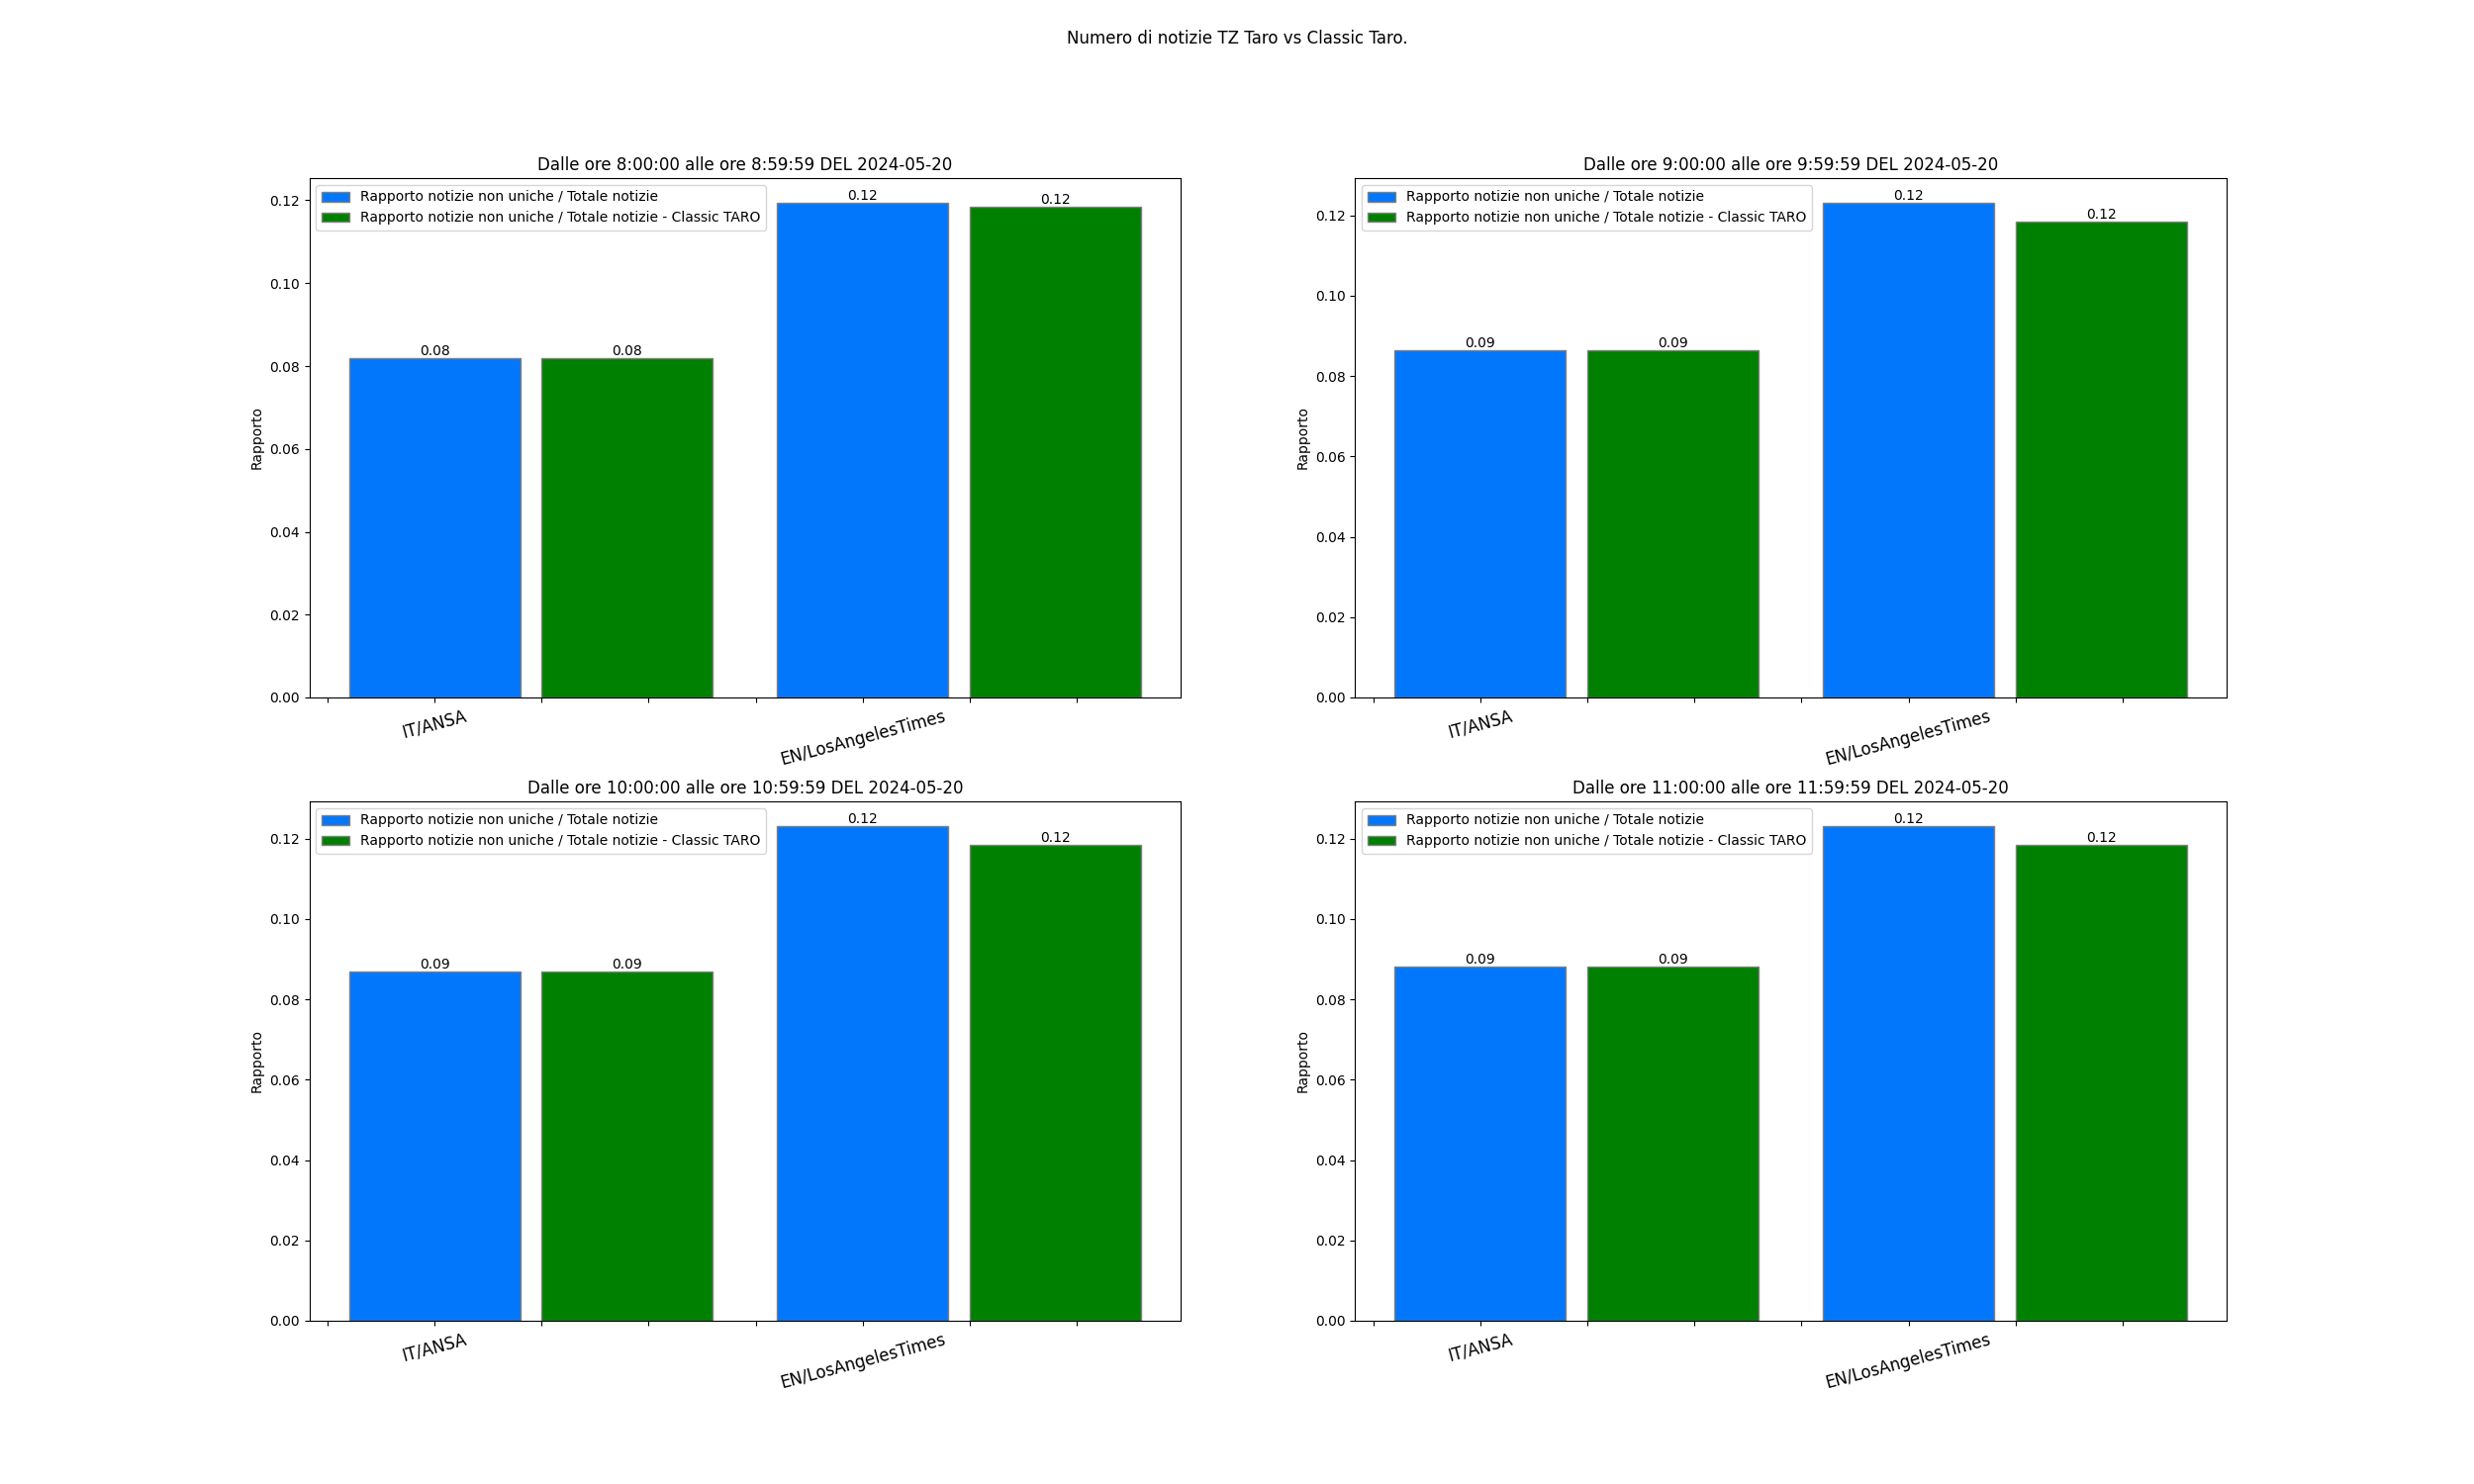 Numero di notizie TZ Taro vs Classic Taro.
Dalle ore 8:00:00 alle ore 8:59:59 DEL 2024-05-20
Rapporto notizie non uniche / Totale notizie
Rapporto notizie non uniche / Totale notizie - Classic TARO
0.12
0.12
0.08
0.08
0.12
0.10
0.08
0.06
0.04
0.02
0.00
Rapporto
IT/ANSA
EN/LosAngelesTimes
Dalle ore 9:00:00 alle ore 9:59:59 DEL 2024-05-20
Rapporto notizie non uniche / Totale notizie
Rapporto notizie non uniche / Totale notizie - Classic TARO
0.12
0.12
0.09
0.09
0.12
0.10
0.08
0.06
0.04
0.02
0.00
Rapporto
IT/ANSA
EN/LosAngelesTimes
Dalle ore 10:00:00 alle ore 10:59:59 DEL 2024-05-20
Rapporto notizie non uniche / Totale notizie
Rapporto notizie non uniche / Totale notizie - Classic TARO
0.12
0.12
0.09
0.09
0.12
0.10
0.08
0.06
0.04
0.02
0.00
Rapporto
IT/ANSA
EN/LosAngelesTimes
Dalle ore 11:00:00 alle ore 11:59:59 DEL 2024-05-20
Rapporto notizie non uniche / Totale notizie
Rapporto notizie non uniche / Totale notizie - Classic TARO
0.12
0.12
0.09
0.09
0.12
0.10
0.08
0.06
0.04
0.02
0.00
Rapporto
IT/ANSA
EN/LosAngelesTimes